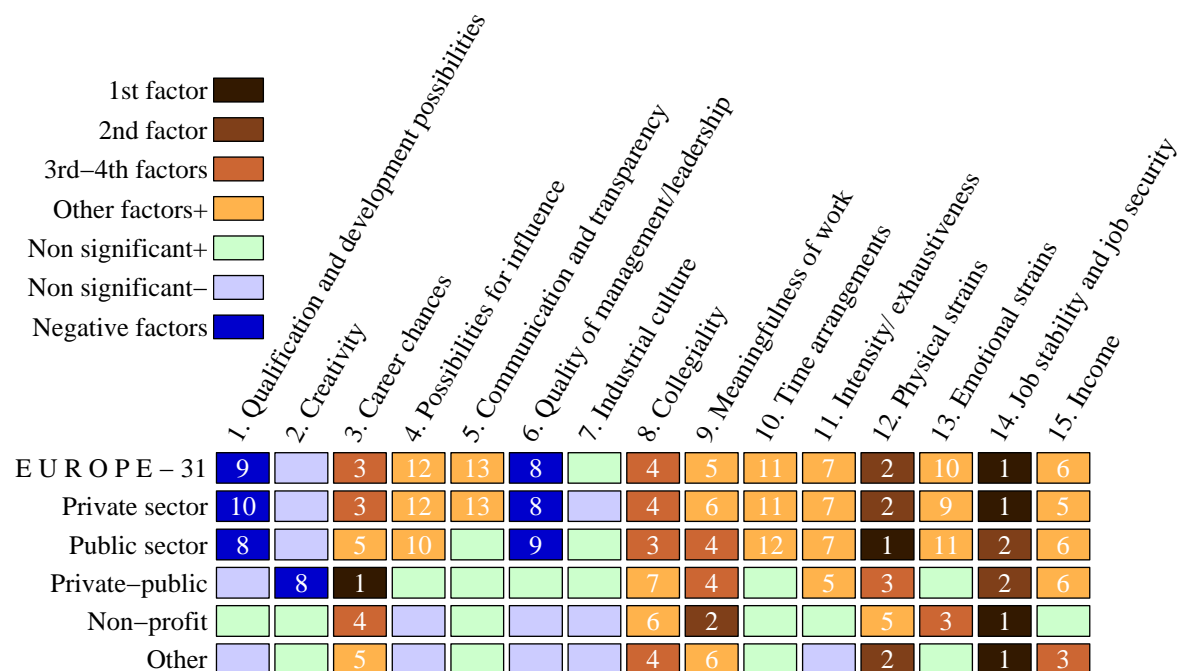 1st factor
2nd factor
3rd−4th factors
Other factors+
Non significant+
Non significant−
Negative factors
1. Qualification and development possibilities
2. Creativity
3. Career chances
4. Possibilities for influence
5. Communication and transparency
6. Quality of management/leadership
7. Industrial culture
8. Collegiality
9. Meaningfulness of work
10. Time arrangements
11. Intensity/ exhaustiveness
12. Physical strains
13. Emotional strains
14. Job stability and job security
15. Income
E U R O P E − 31 9 3 12 13 8 4 5 11 7 2 10 1 6
Private sector 10 3 12 13 8 4 6 11 7 2 9 1 5
Public sector 8 5 10 9 3 4 12 7 1 11 2 6
Private−public 8 1 7 4 5 3 2 6
Non−profit 4 6 2 5 3 1
Other 5 4 6 2 1 3